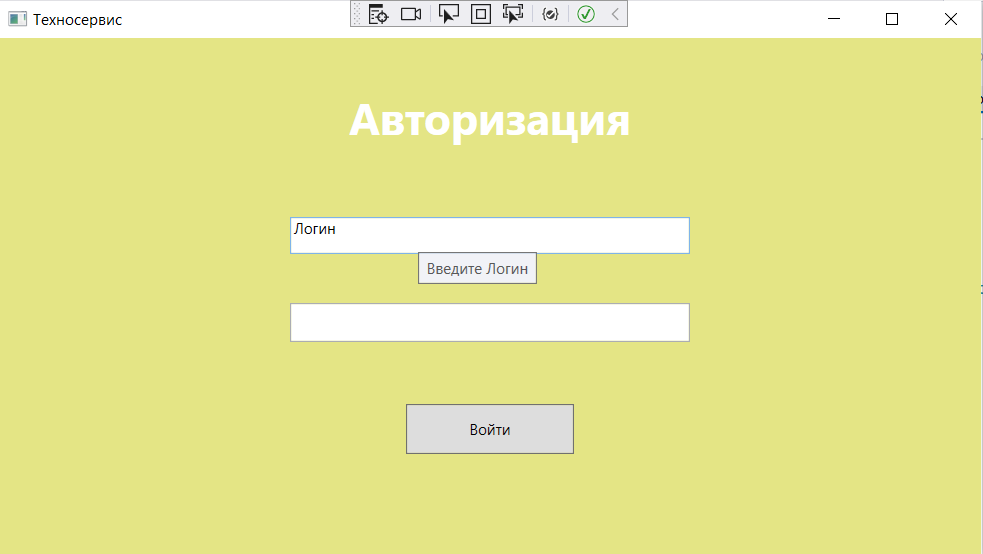 Техносервис
Авторизация
Логин
Введите Логин
Войти